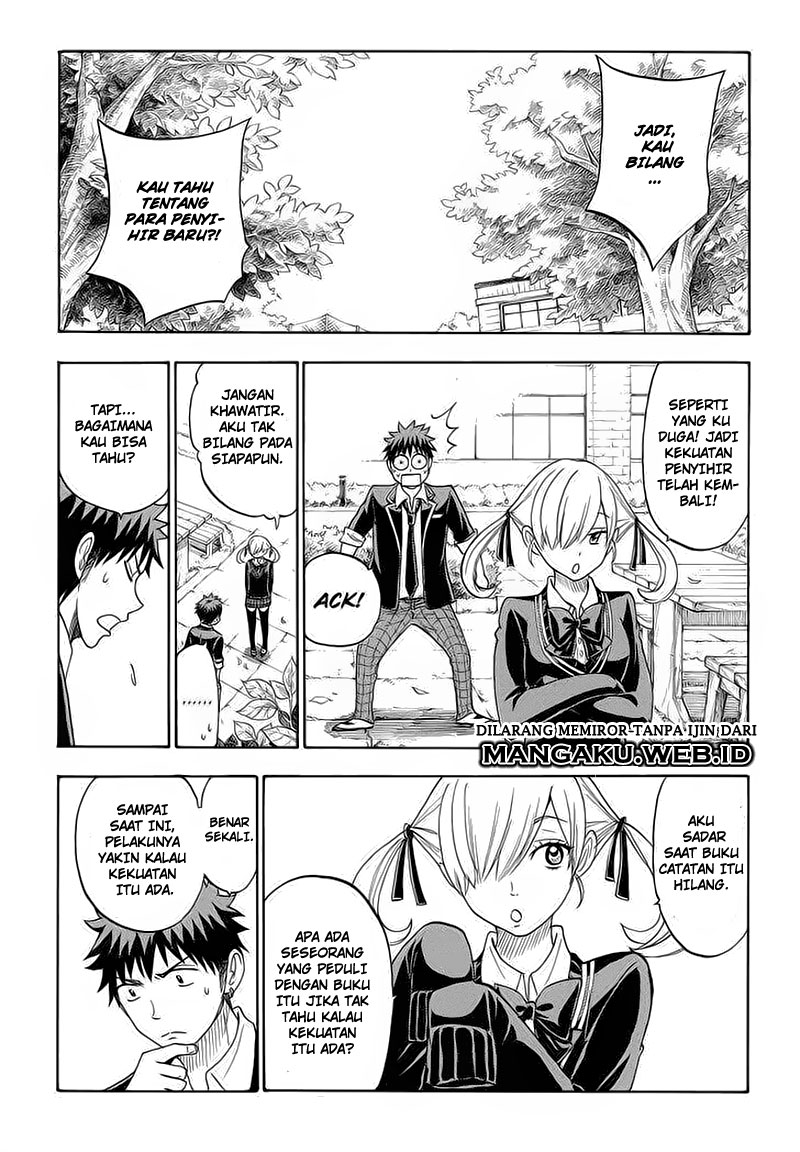 JADI,
KAU
BILANG
...
KAU TAHU
TENTANG
PARA PENYI-
HIR BARU?!
SEPERTI
YANG KU
DUGA! JADI
KEKUATAN
PENYIHIR
TELAH KEM-
BALI!
ACK!
JANGAN
KHAWATIR.
AKU TAK
BILANG PADA
SIAPAPUN.
......
TAPI...
BAGAIMANA
KAU BISA
TAHU?
DILARANG MEMIROR TANPA IJIN DARI
MANGAKU.WEB.ID
AKU
SADAR
SAAT BUKU
CATATAN ITU
HILANG.
APA ADA
SESEORANG
YANG PEDULI
DENGAN BUKU
ITU JIKA TAK
TAHU KALAU
KEKUATAN
ITU ADA?
BENAR
SEKALI.
SAMPAI
SAAT INI,
PELAKUNYA
YAKIN KALAU
KEKUATAN
ITU ADA.